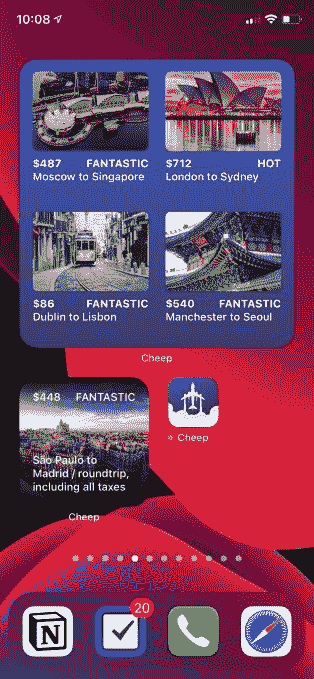 10:08
$487 FANTASTIC
Moscow to Singapore
$712 HOT
London to Sydney
$86 FANTASTIC
Dublin to Lisbon
$540 FANTASTIC
Manchester to Seoul
Cheep
$448 FANTASTIC
São Paulo to
Madrid / roundtrip,
including all taxes
Cheep
Cheep
N
20